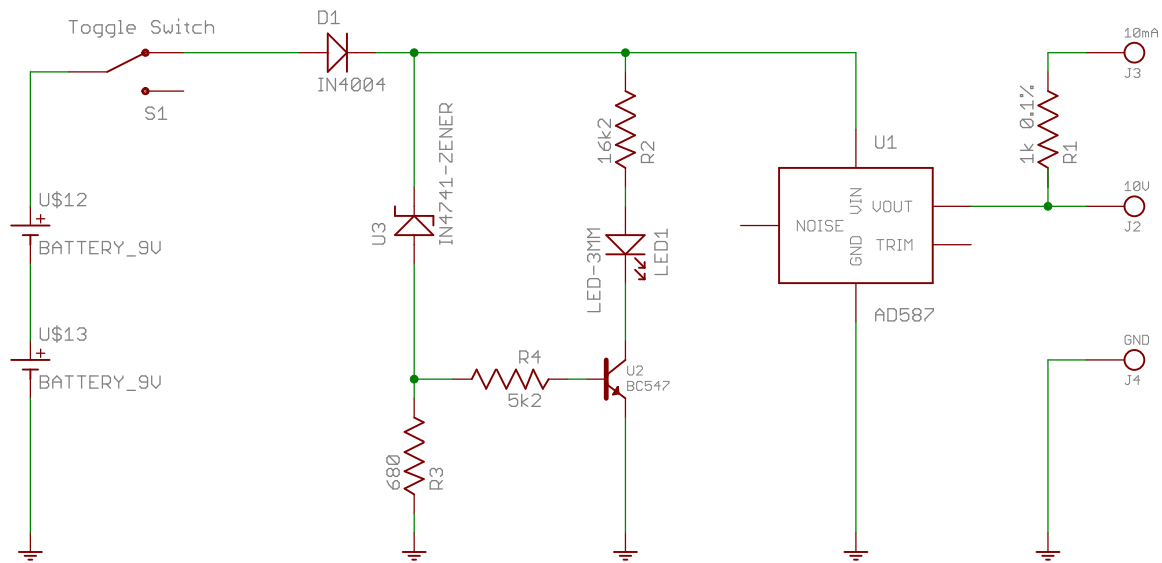 Toggle Switch
S1
D1
IN4004
U$12
BATTERY_9V
U$13
BATTERY_9V
U3
IN4741-ZENER
16k2
R2
LED-3MM
LED1
R4
5k2
U2
BC547
680
R3
U1
NOISE
VIN
GND
VOUT
TRIM
AD587
1k 0.1%
R1
10mA
J3
10V
J2
GND
J4